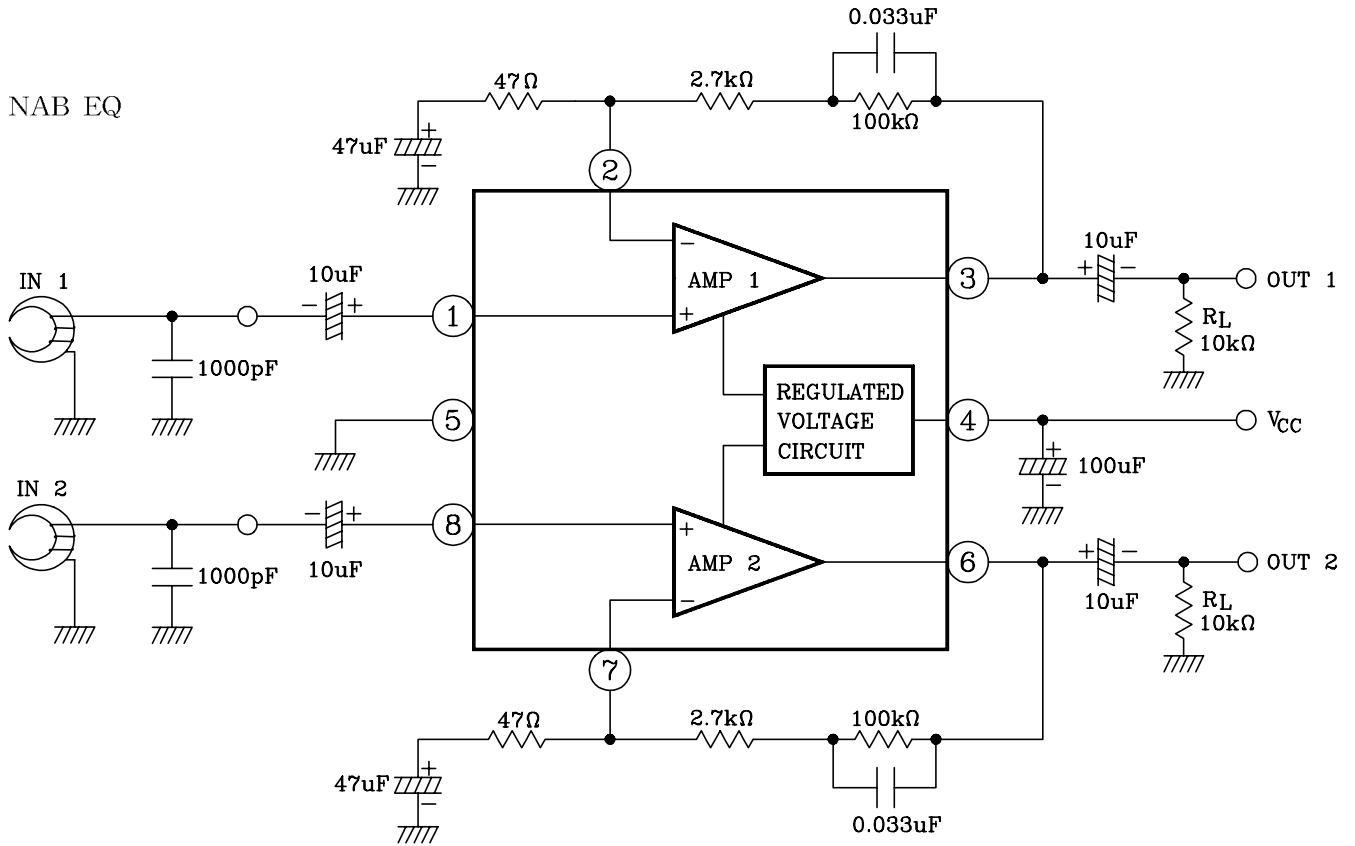 0.033uF
47Ω
2.7kΩ
NAB EQ
100kΩ
+
47uF
−
2
−
10uF
IN 1
10uF
AMP 1
3
+ −
OUT 1
− +
1
+
RL
10kΩ
1000pF
REGULATED
VOLTAGE
CIRCUIT
5
4
VCC
+
100uF
−
IN 2
− +
8
+
10uF
AMP 2
6
+ −
OUT 2
1000pF
−
10uF
RL
10kΩ
7
47Ω
2.7kΩ
100kΩ
+
47uF
−
0.033uF